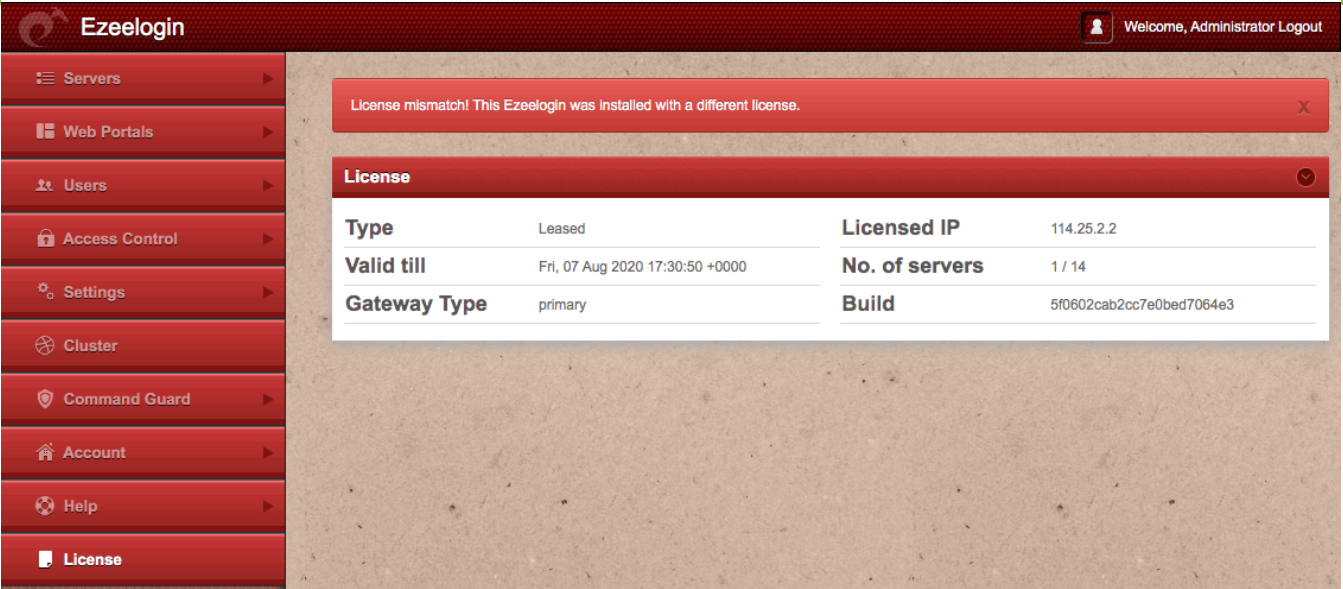 Ezeelogin
Welcome, Administrator Logout
Servers
Web Portals
Users
Access Control
Settings
Cluster
Command Guard
Account
Help
License
License mismatch! This Ezeelogin was installed with a different license.
X
License
Type Leased Licensed IP 114.25.2.2
Valid till Fri, 07 Aug 2020 17:30:50 +0000 No. of servers 1 / 14
Gateway Type primary Build 5f0602cab2cc7e0bed7064e3